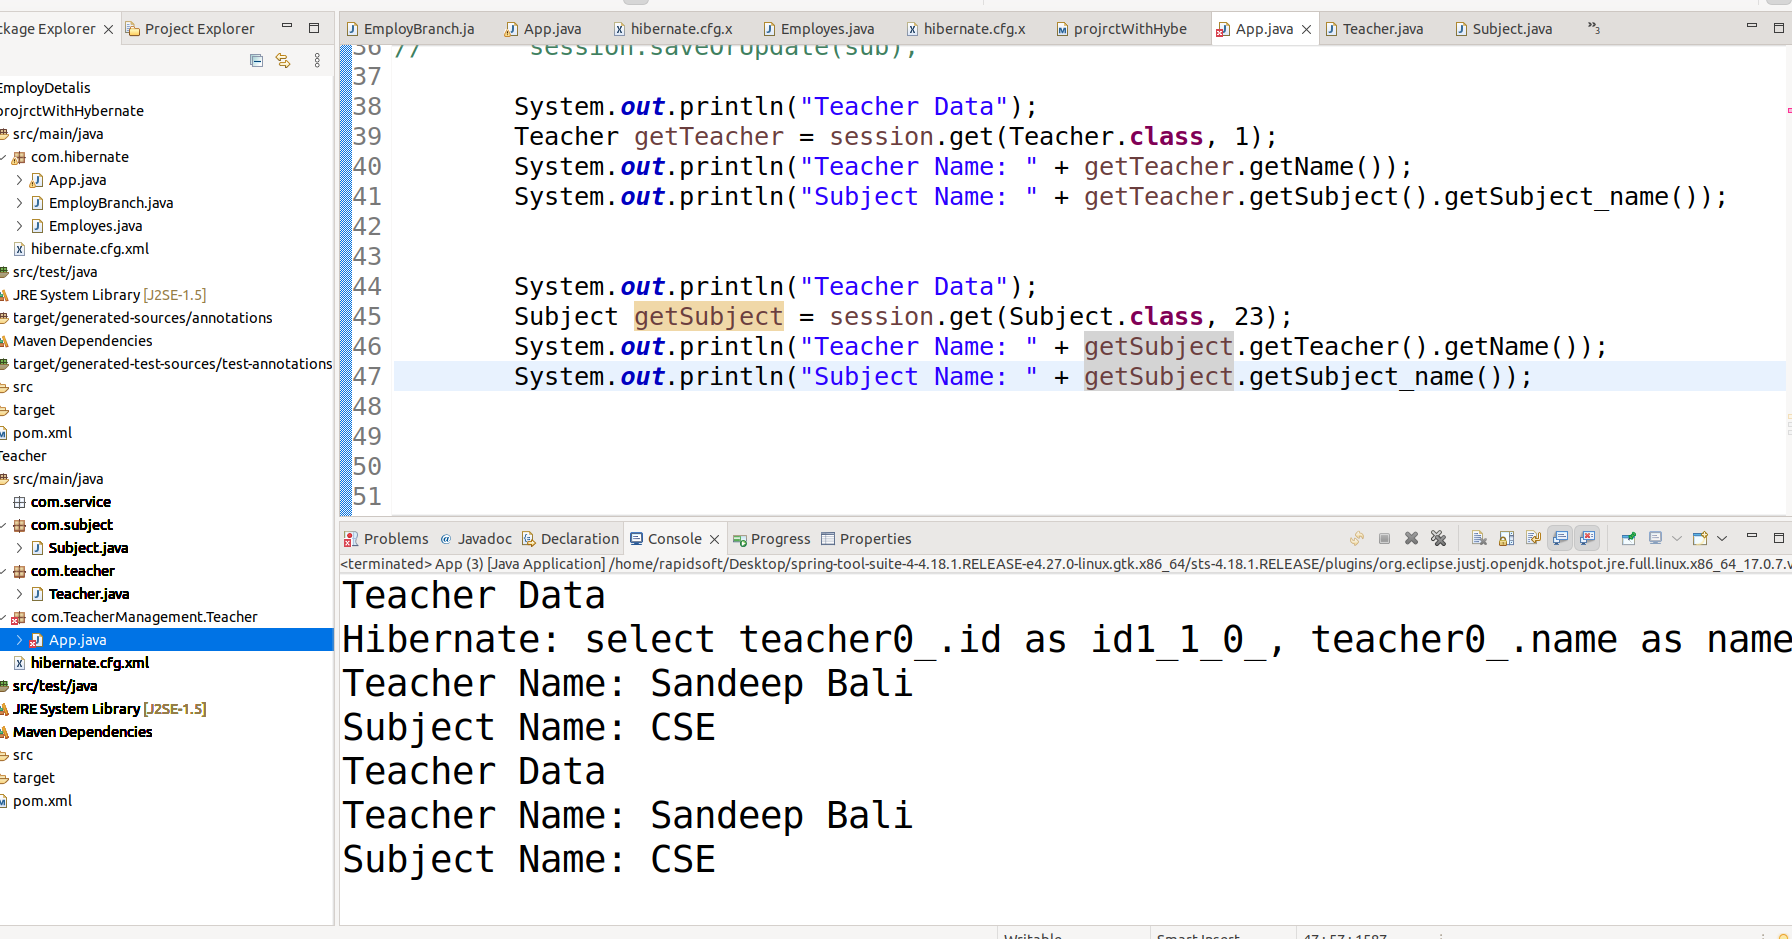 ckage Explorer
Project Explorer
EmployDetalis
projrctWithHybernate
src/main/java
com.hibernate
App.java
EmployBranch.java
Employes.java
hibernate.cfg.xml
src/test/java
JRE System Library [J2SE-1.5]
target/generated-sources/annotations
Maven Dependencies
target/generated-test-sources/test-annotations
src
target
pom.xml
Teacher
src/main/java
com.service
com.subject
Subject.java
com.teacher
Teacher.java
com.TeacherManagement.Teacher
App.java
hibernate.cfg.xml
src/test/java
JRE System Library [J2SE-1.5]
Maven Dependencies
src
target
pom.xml
EmployBranch.ja App.java hibernate.cfg.x Employes.java hibernate.cfg.x projrctWithHybe App.java Teacher.java Subject.java »3
36 // session.saveOrUpdate(sub);
37
38 System.out.println("Teacher Data");
39 Teacher getTeacher = session.get(Teacher.class, 1);
40 System.out.println("Teacher Name: " + getTeacher.getName());
41 System.out.println("Subject Name: " + getTeacher.getSubject().getSubject_name());
42
43
44 System.out.println("Teacher Data");
45 Subject getSubject = session.get(Subject.class, 23);
46 System.out.println("Teacher Name: " + getSubject.getTeacher().getName());
47 System.out.println("Subject Name: " + getSubject.getSubject_name());
48
49
50
51
Problems Javadoc Declaration Console Progress Properties
<terminated> App (3) [Java Application] /home/rapidsoft/Desktop/spring-tool-suite-4-4.18.1.RELEASE-e4.27.0-linux.gtk.x86_64/sts-4.18.1.RELEASE/plugins/org.eclipse.justj.openjdk.hotspot.jre.full.linux.x86_64_17.0.7.v
Teacher Data
Hibernate: select teacher0_.id as id1_1_0_, teacher0_.name as name
Teacher Name: Sandeep Bali
Subject Name: CSE
Teacher Data
Teacher Name: Sandeep Bali
Subject Name: CSE
Writable Smart Insert 47 : 57 : 1587